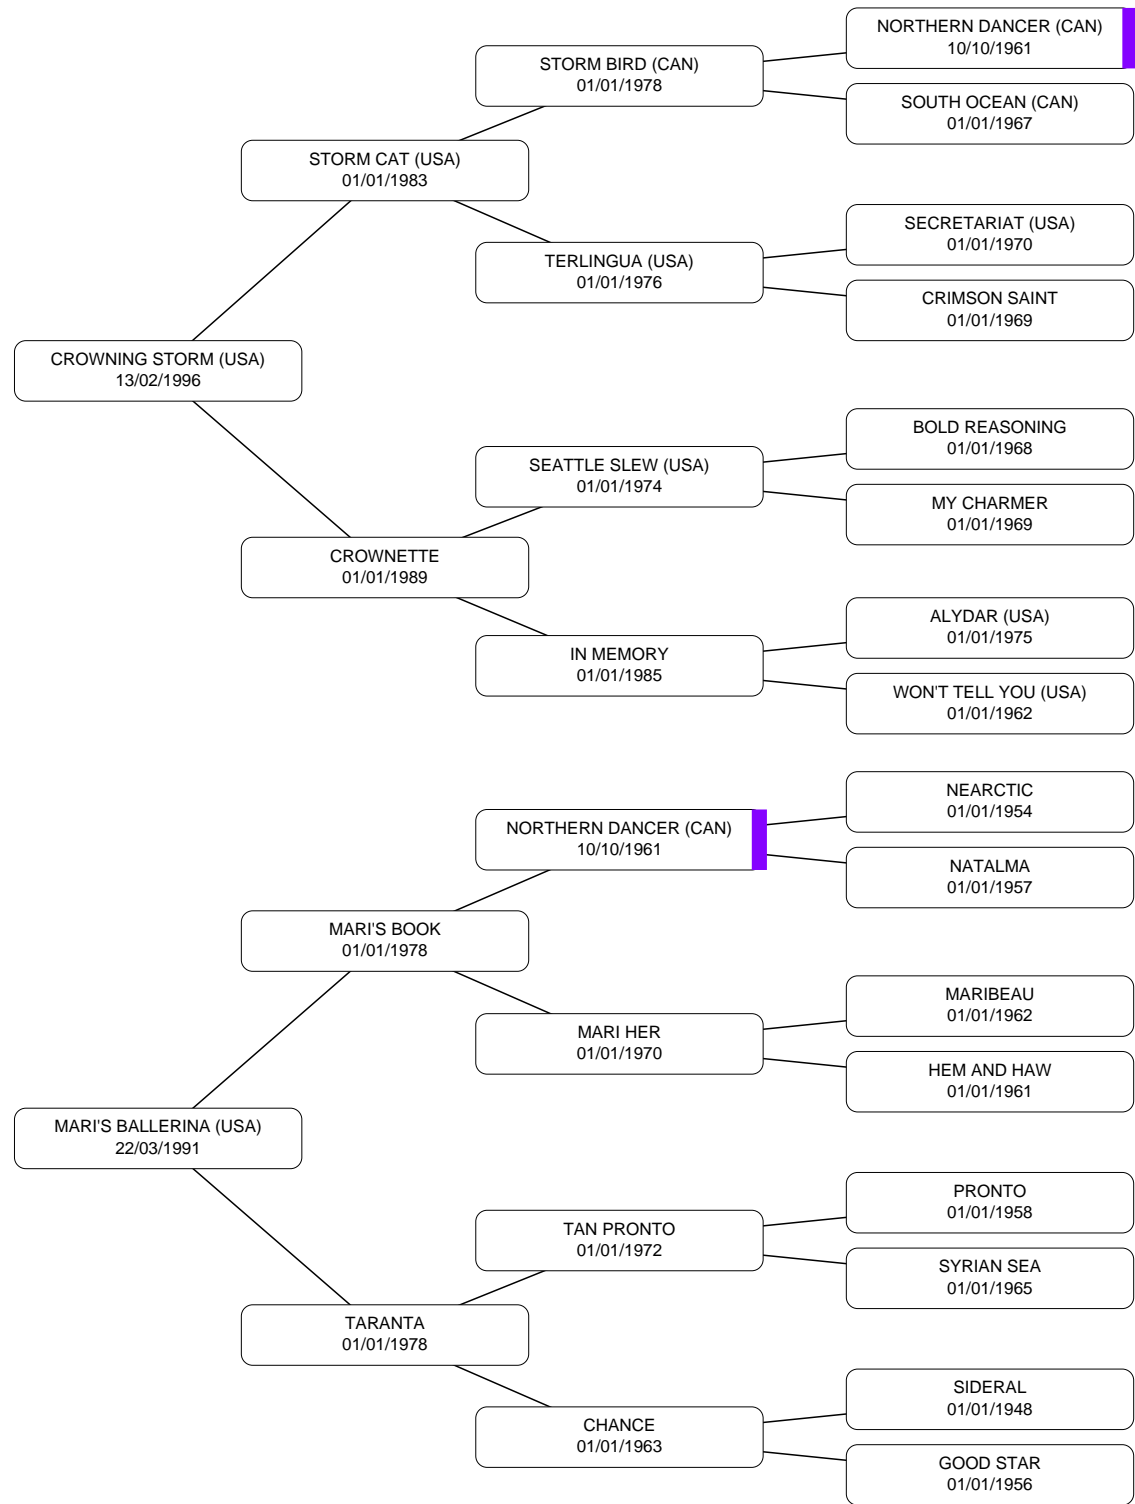 NORTHERN DANCER (CAN)
10/10/1961
STORM BIRD (CAN)
01/01/1978
SOUTH OCEAN (CAN)
01/01/1967
STORM CAT (USA)
01/01/1983
SECRETARIAT (USA)
01/01/1970
TERLINGUA (USA)
01/01/1976
CRIMSON SAINT
01/01/1969
CROWNING STORM (USA)
13/02/1996
BOLD REASONING
01/01/1968
SEATTLE SLEW (USA)
01/01/1974
MY CHARMER
01/01/1969
CROWNETTE
01/01/1989
ALYDAR (USA)
01/01/1975
IN MEMORY
01/01/1985
WON'T TELL YOU (USA)
01/01/1962
NEARCTIC
01/01/1954
NORTHERN DANCER (CAN)
10/10/1961
NATALMA
01/01/1957
MARI'S BOOK
01/01/1978
MARIBEAU
01/01/1962
MARI HER
01/01/1970
HEM AND HAW
01/01/1961
MARI'S BALLERINA (USA)
22/03/1991
PRONTO
01/01/1958
TAN PRONTO
01/01/1972
SYRIAN SEA
01/01/1965
TARANTA
01/01/1978
SIDERAL
01/01/1948
CHANCE
01/01/1963
GOOD STAR
01/01/1956